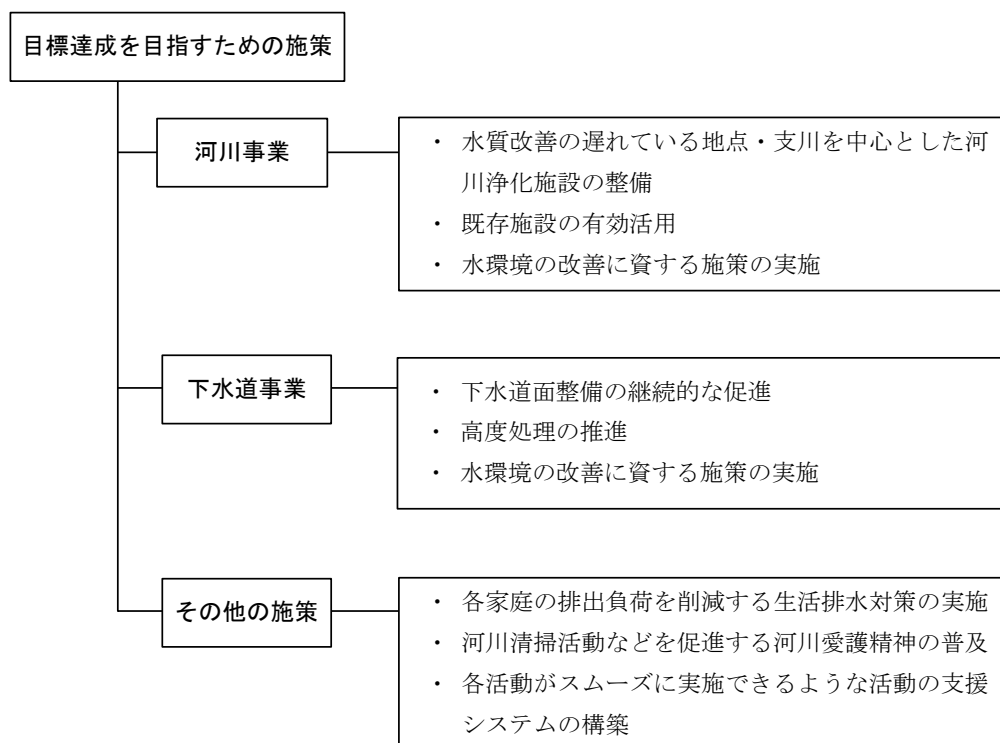 目標達成を目指すための施策
河川事業
・ 水質改善の遅れている地点・支川を中心とした河
川浄化施設の整備
・ 既存施設の有効活用
・ 水環境の改善に資する施策の実施
下水道事業
・ 下水道面整備の継続的な促進
・ 高度処理の推進
・ 水環境の改善に資する施策の実施
その他の施策
・ 各家庭の排出負荷を削減する生活排水対策の実施
・ 河川清掃活動などを促進する河川愛護精神の普及
・ 各活動がスムーズに実施できるような活動の支援
システムの構築